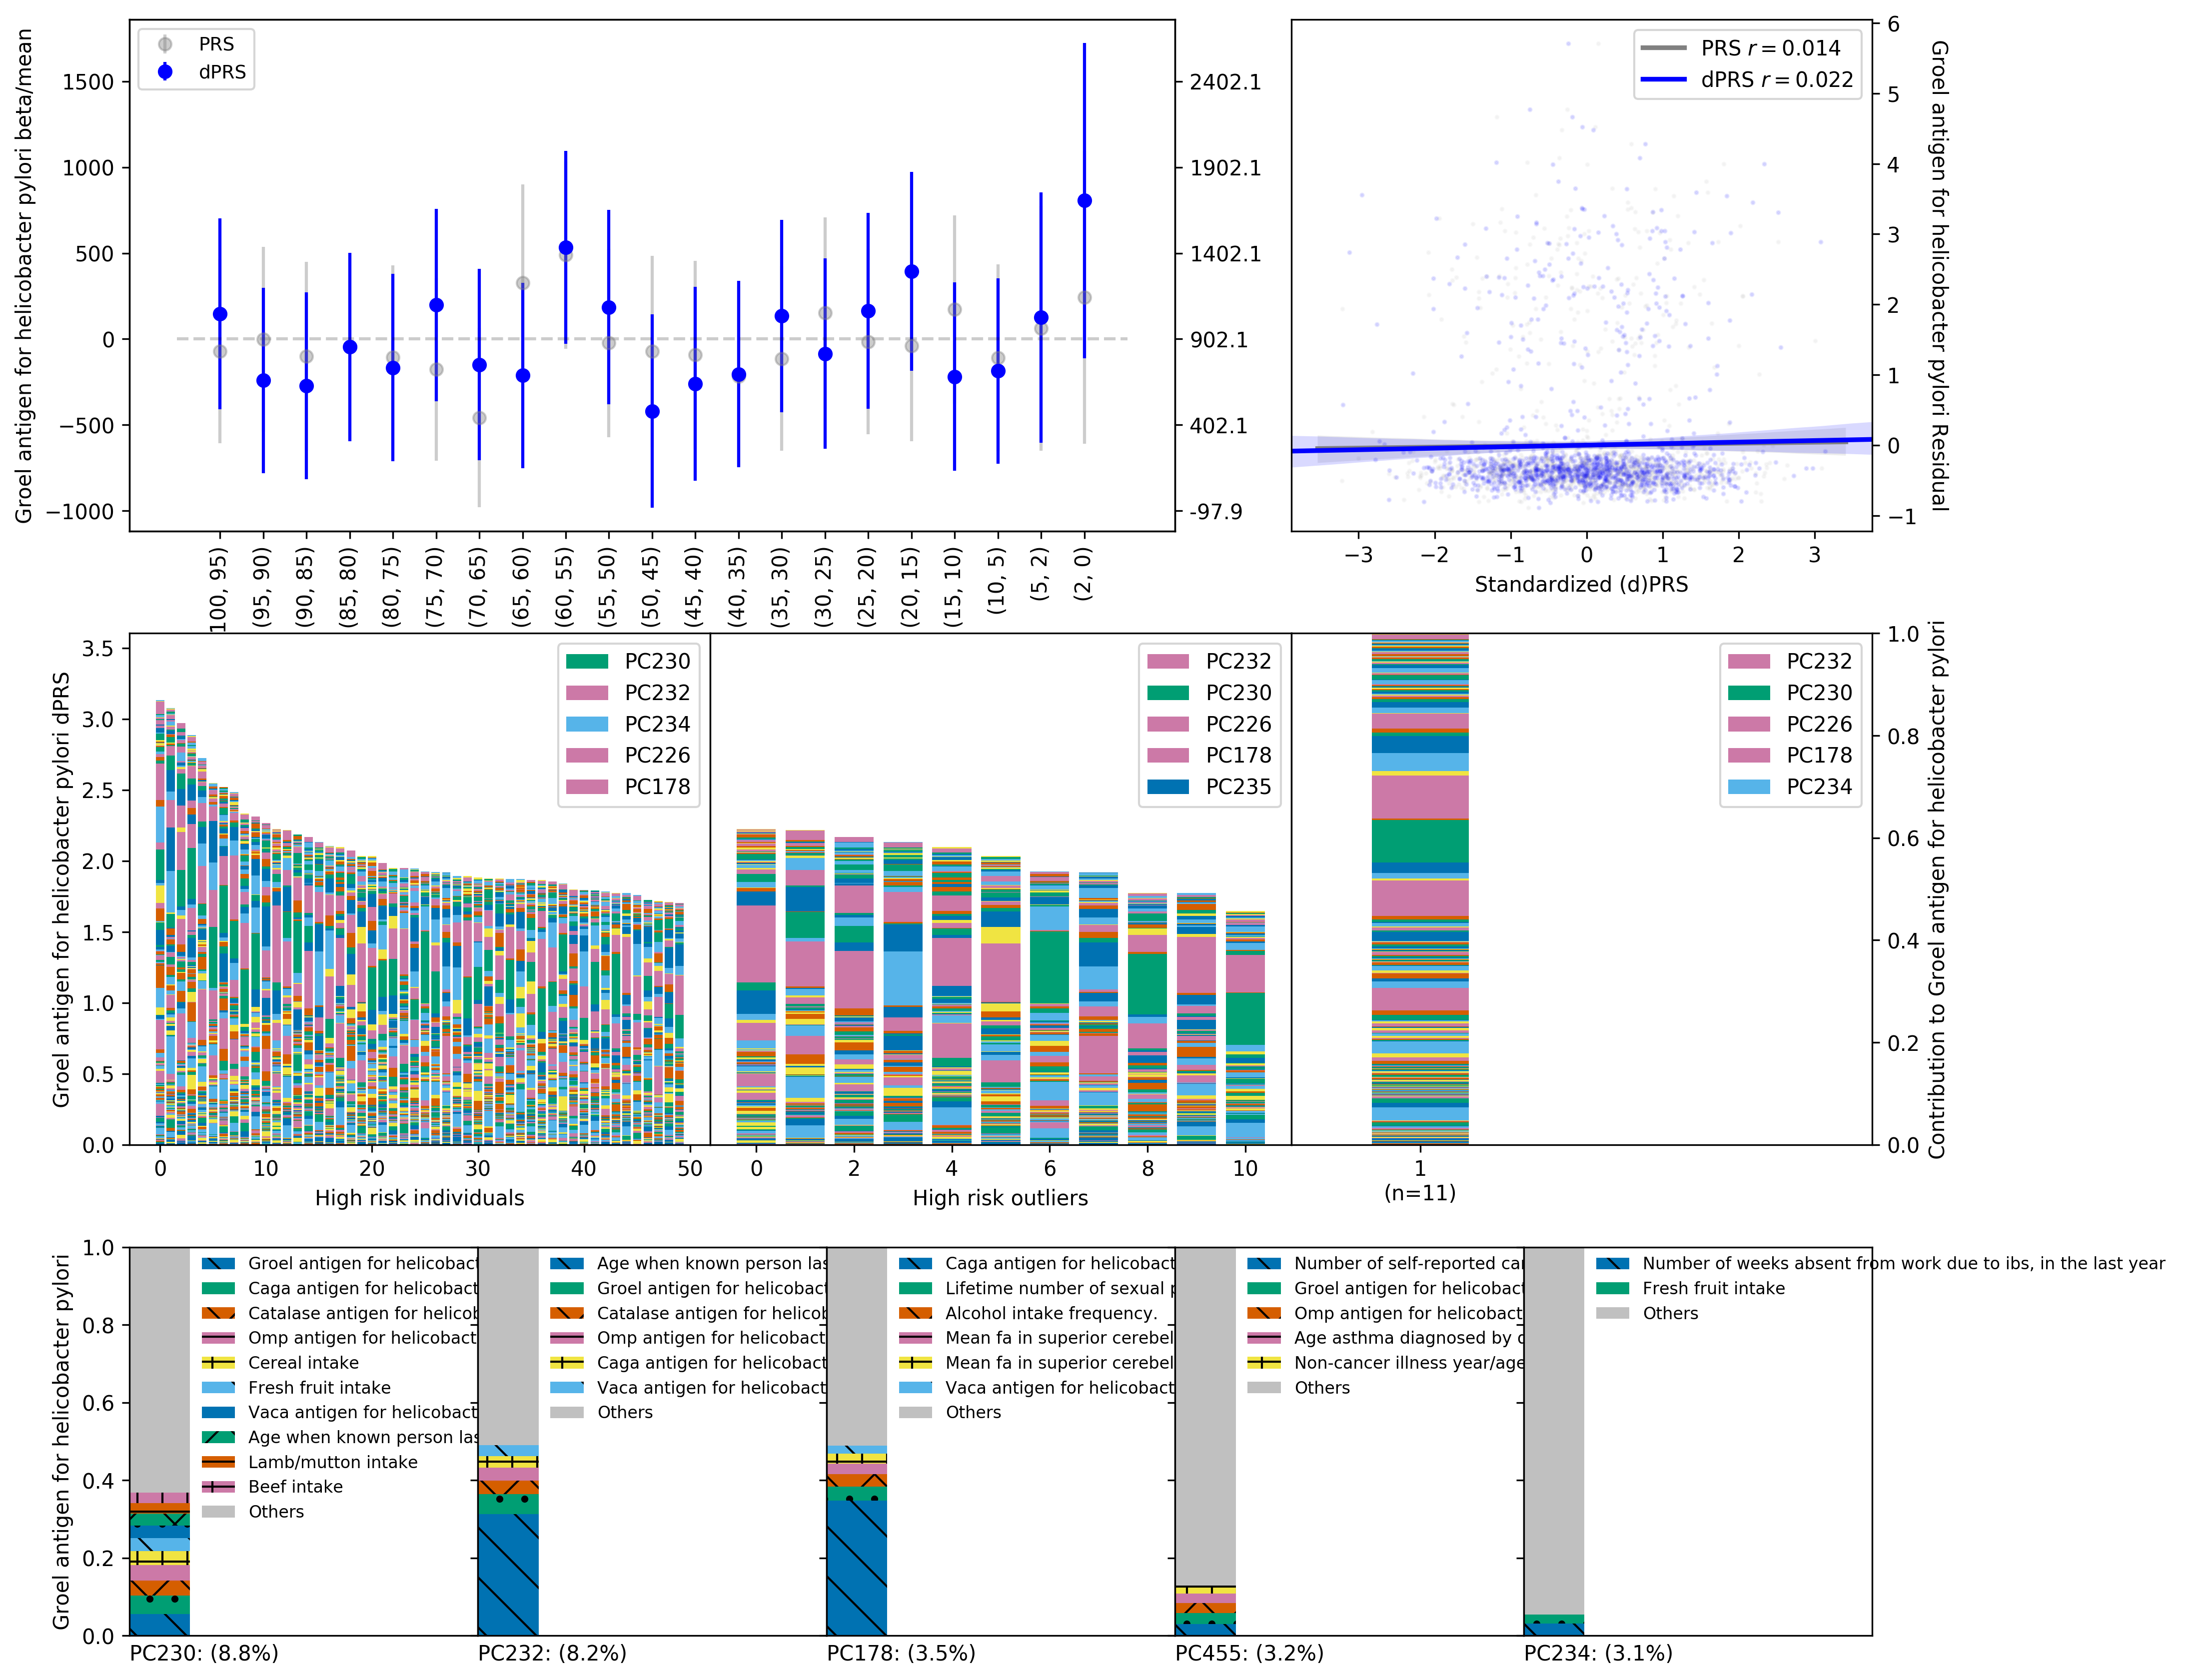 Groel antigen for helicobacter pylori beta/mean
1500
1000
500
0
−500
−1000
PRS
dPRS
2402.1
1902.1
1402.1
902.1
402.1
-97.9
100, 95)
(95, 90)
(90, 85)
(85, 80)
(80, 75)
(75, 70)
(70, 65)
(65, 60)
(60, 55)
(55, 50)
(50, 45)
(45, 40)
(40, 35)
(35, 30)
(30, 25)
(25, 20)
(20, 15)
(15, 10)
(10, 5)
(5, 2)
(2, 0)
PRS r = 0.014
dPRS r = 0.022
6
5
4
3
2
1
0
−1
Groel antigen for helicobacter pylori Residual
−3
−2
−1
0
1
2
3
Standardized (d)PRS
Groel antigen for helicobacter pylori dPRS
3.5
3.0
2.5
2.0
1.5
1.0
0.5
0.0
PC230
PC232
PC234
PC226
PC178
0
10
20
30
40
50
High risk individuals
PC232
PC230
PC226
PC178
PC235
0
2
4
6
8
10
High risk outliers
PC232
PC230
PC226
PC178
PC234
1
(n=11)
1.0
0.8
0.6
0.4
0.2
0.0
Contribution to Groel antigen for helicobacter pylori
Groel antigen for helicobacter pylori
1.0
0.8
0.6
0.4
0.2
0.0
Groel antigen for helicobact
Caga antigen for helicobact
Catalase antigen for helicob
Omp antigen for helicobact
Cereal intake
Fresh fruit intake
Vaca antigen for helicobact
Age when known person las
Lamb/mutton intake
Beef intake
Others
PC230: (8.8%)
Age when known person las
Groel antigen for helicobact
Catalase antigen for helicob
Omp antigen for helicobact
Caga antigen for helicobact
Vaca antigen for helicobact
Others
PC232: (8.2%)
Caga antigen for helicobact
Lifetime number of sexual p
Alcohol intake frequency.
Mean fa in superior cerebel
Mean fa in superior cerebel
Vaca antigen for helicobact
Others
PC178: (3.5%)
Number of self-reported can
Groel antigen for helicobact
Omp antigen for helicobact
Age asthma diagnosed by d
Non-cancer illness year/age
Others
PC455: (3.2%)
Number of weeks absent from work due to ibs, in the last year
Fresh fruit intake
Others
PC234: (3.1%)